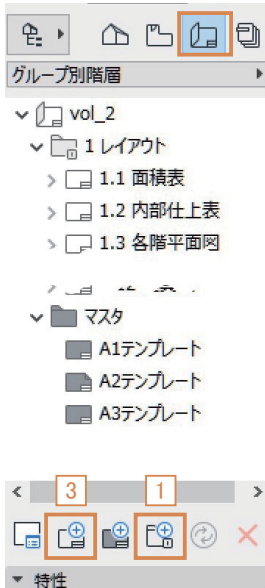 グループ別階層
vol_2
1 レイアウト
1.1 面積表
1.2 内部仕上表
1.3 各階平面図
マスタ
A1テンプレート
A2テンプレート
A3テンプレート
3 1
特性